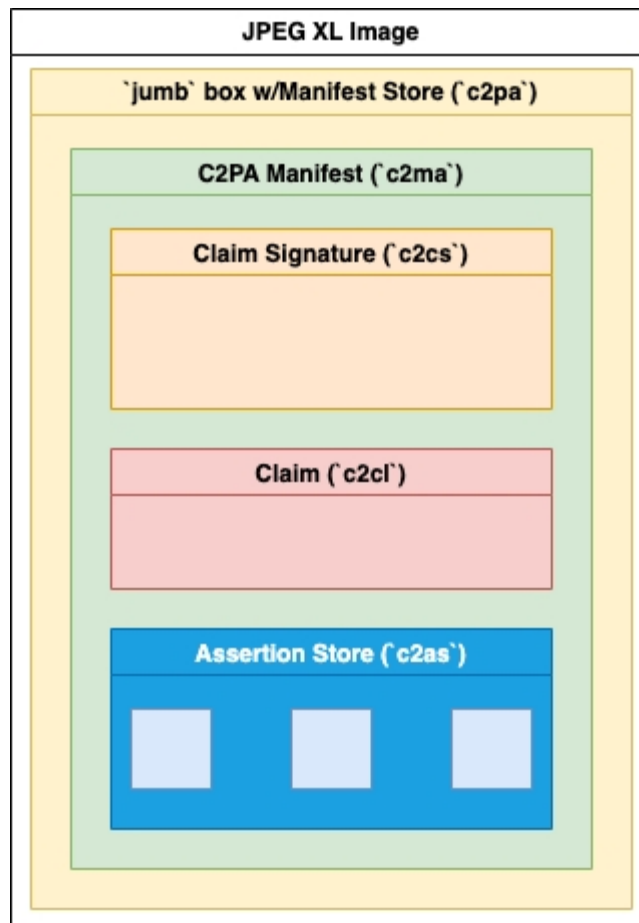 JPEG XL Image
`jumb` box w/Manifest Store (`c2pa`)
C2PA Manifest (`c2ma`)
Claim Signature (`c2cs`)
Claim (`c2cl`)
Assertion Store (`c2as`)